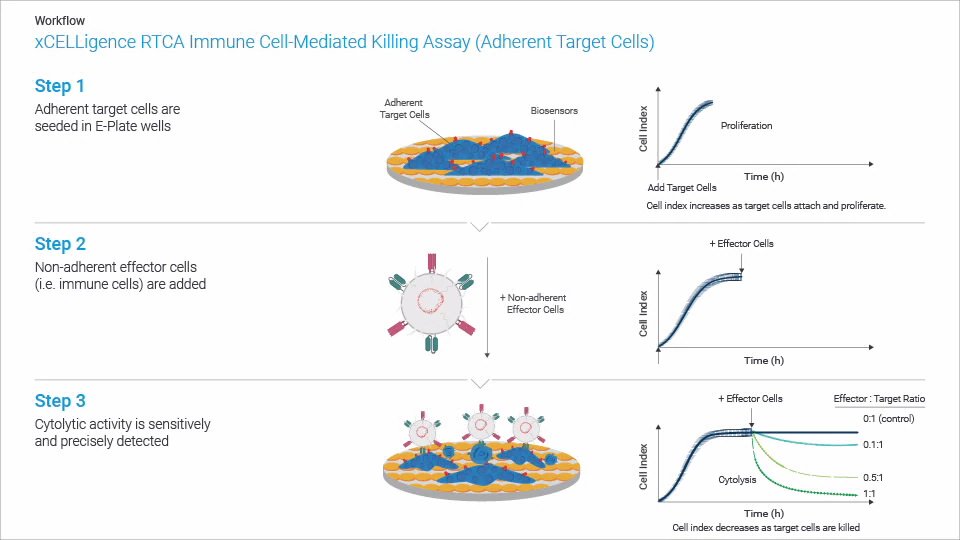 Workflow
xCELLigence RTCA Immune Cell-Mediated Killing Assay (Adherent Target Cells)
Step 1
Adherent target cells are
seeded in E-Plate wells
Adherent
Target Cells
Biosensors
Cell Index
Proliferation
Time (h)
Add Target Cells
Cell index increases as target cells attach and proliferate.
Step 2
Non-adherent effector cells
(i.e. immune cells) are added
+ Non-adherent
Effector Cells
+ Effector Cells
Cell Index
Time (h)
Step 3
Cytolytic activity is sensitively
and precisely detected
+ Effector Cells
Effector : Target Ratio
0:1 (control)
0.1:1
0.5:1
1:1
Cell Index
Cytolysis
Time (h)
Cell index decreases as target cells are killed